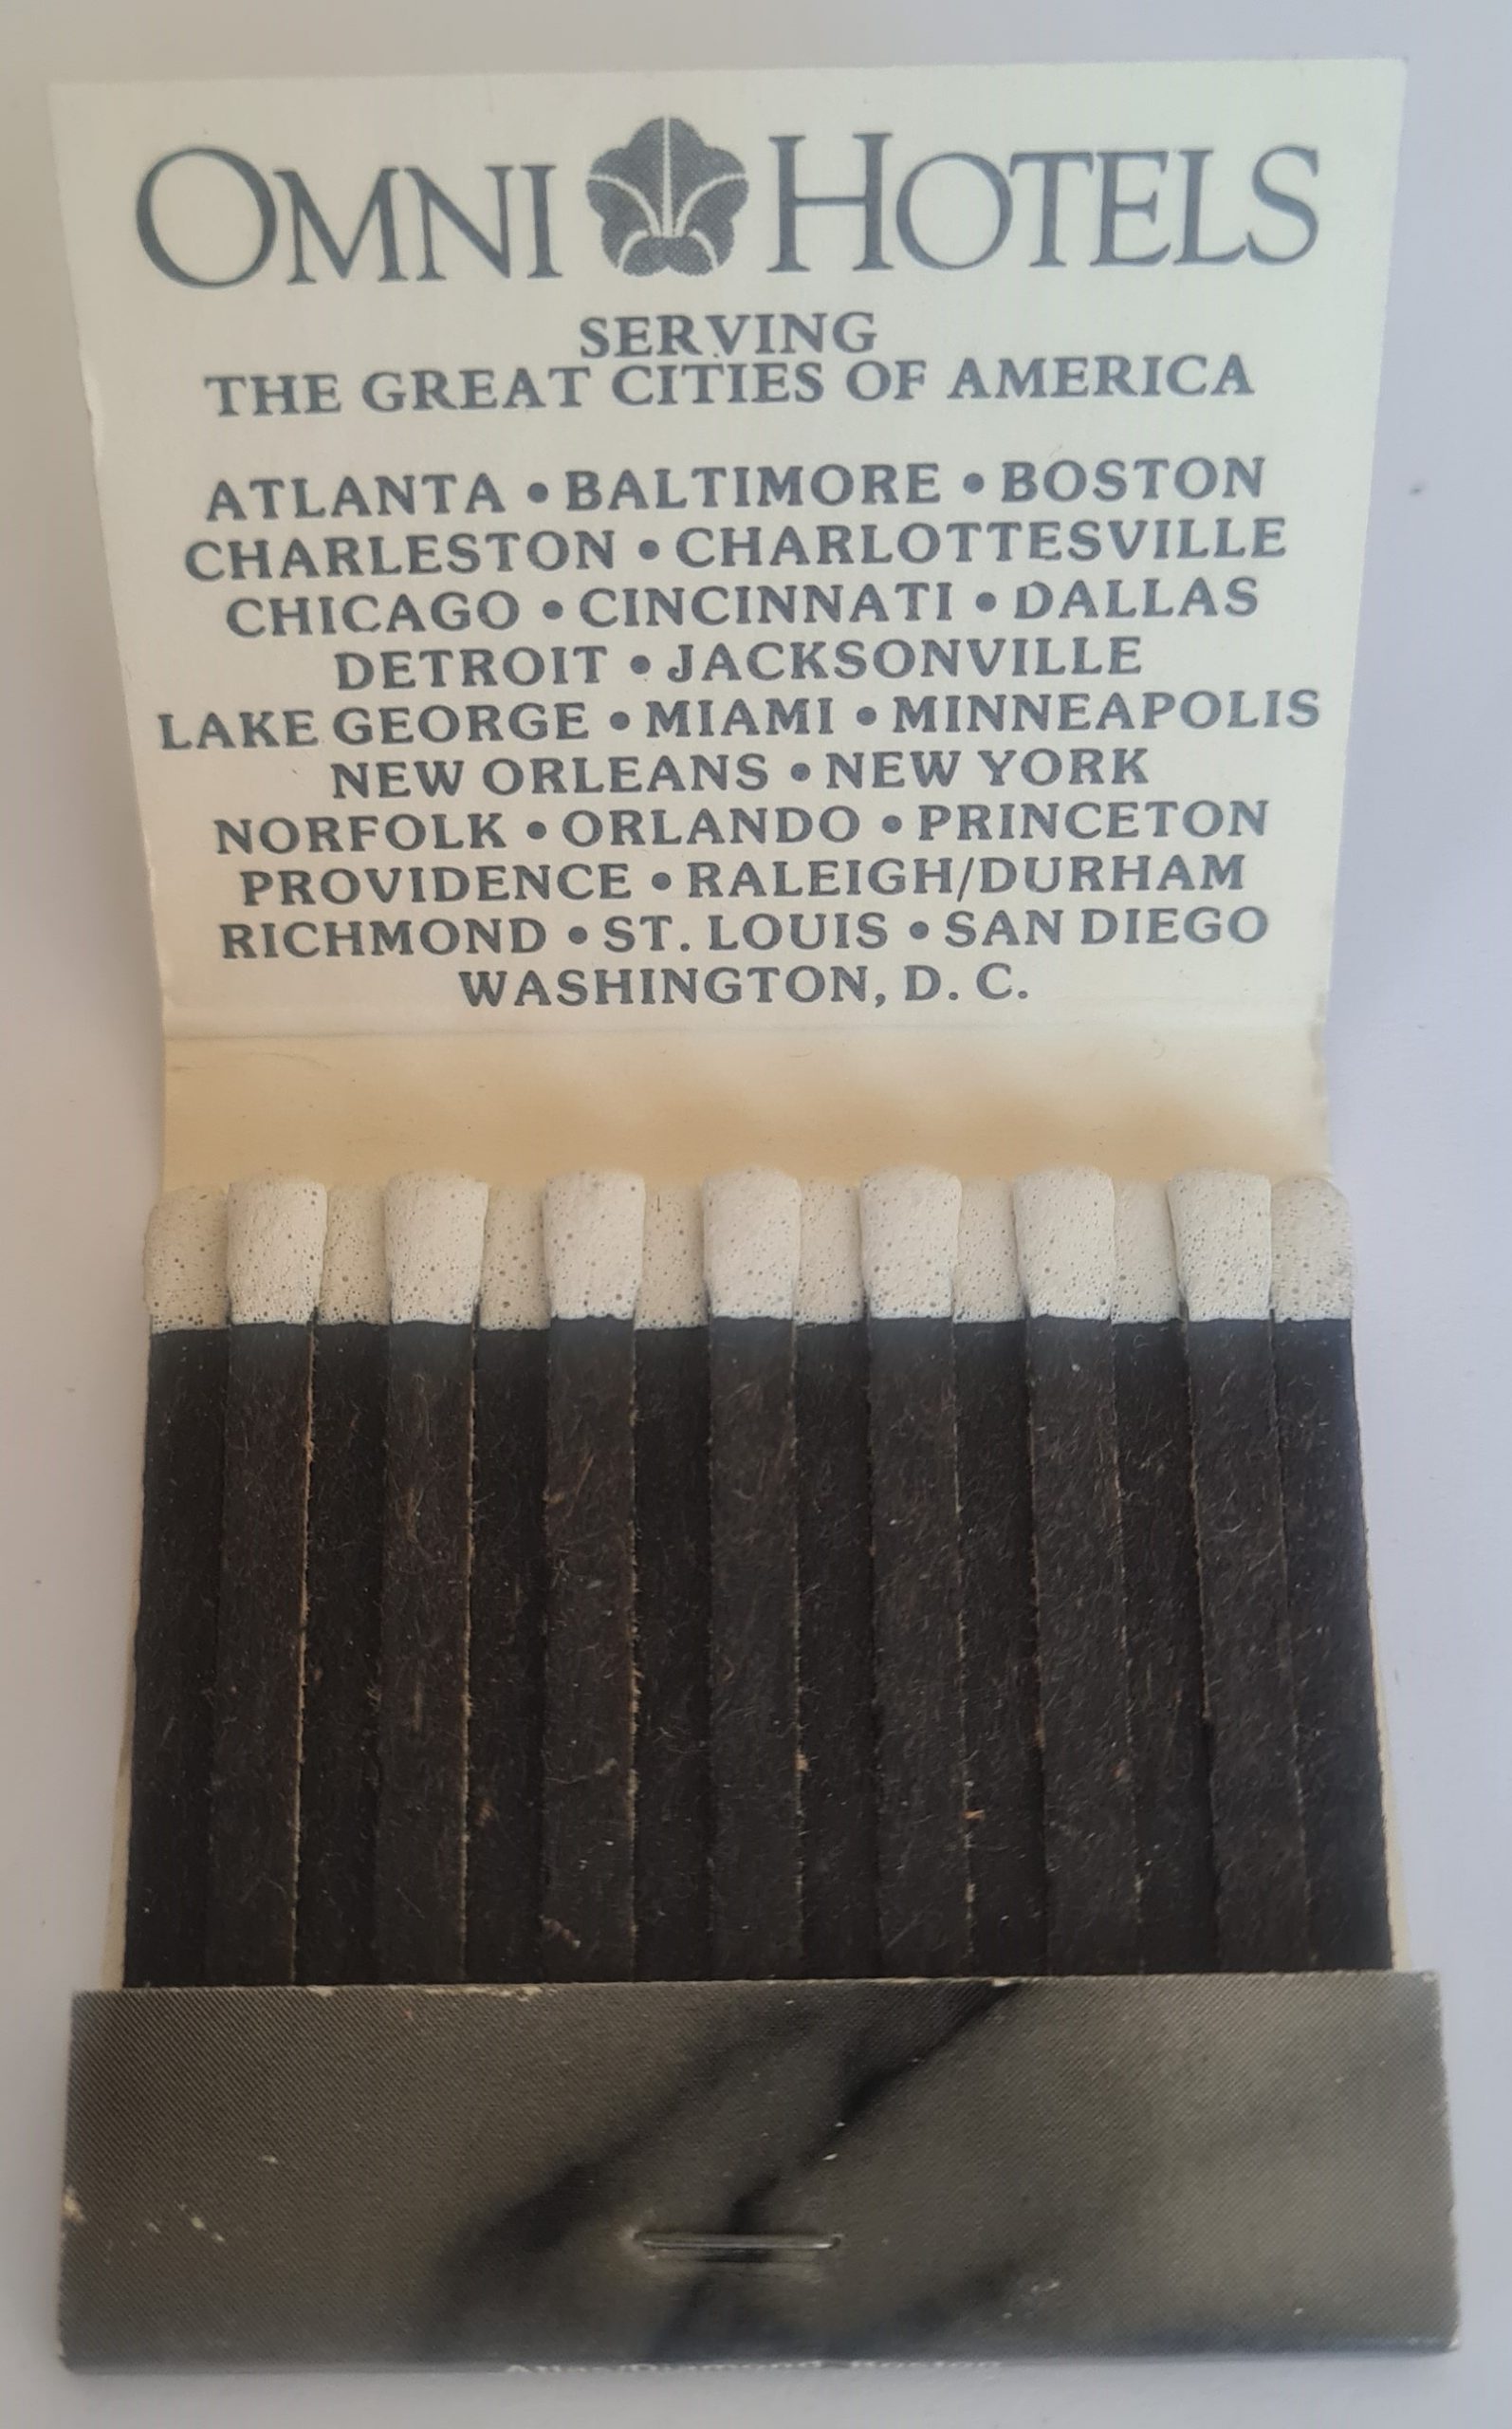 OMNI HOTELS
SERVING
THE GREAT CITIES OF AMERICA
ATLANTA • BALTIMORE • BOSTON
CHARLESTON • CHARLOTTESVILLE
CHICAGO • CINCINNATI • DALLAS
DETROIT • JACKSONVILLE
LAKE GEORGE • MIAMI • MINNEAPOLIS
NEW ORLEANS • NEW YORK
NORFOLK • ORLANDO • PRINCETON
PROVIDENCE • RALEIGH/DURHAM
RICHMOND • ST. LOUIS • SAN DIEGO
WASHINGTON, D. C.